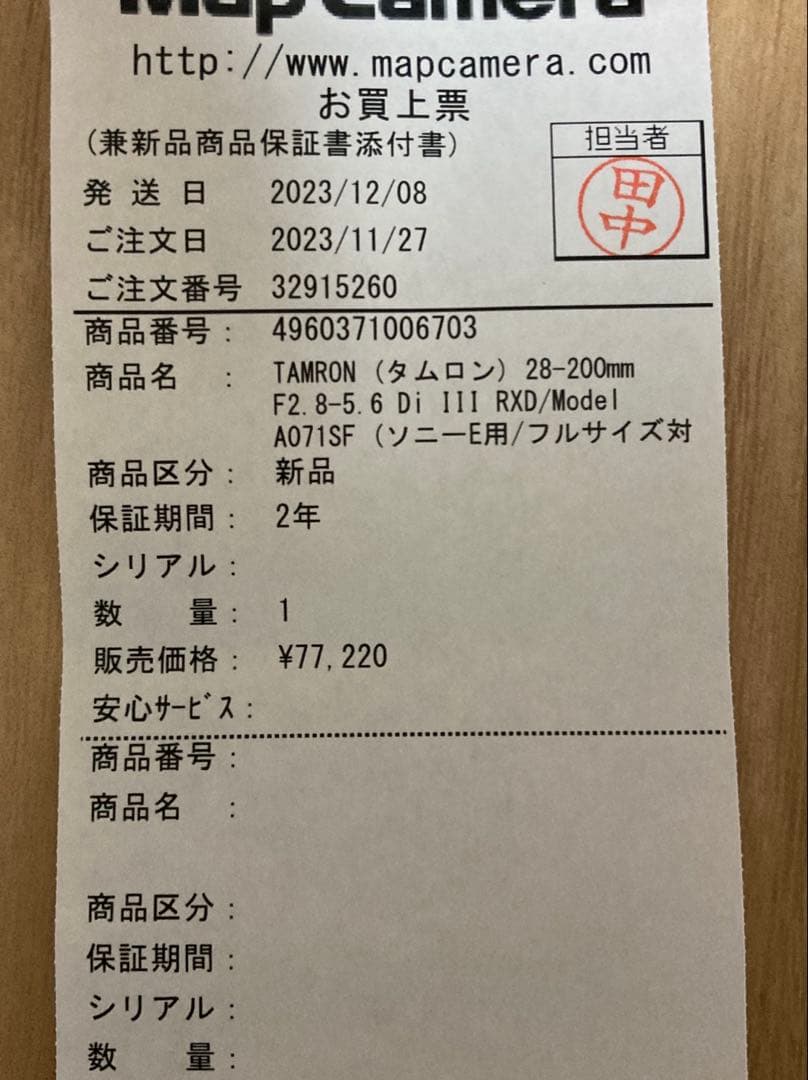 Map Camera
http://www.mapcamera.com
お買上票
(兼新品商品保証書添付書)
担当者
田中
発 送 日 2023/12/08
ご注文日 2023/11/27
ご注文番号 32915260
商品番号： 4960371006703
商品名 ： TAMRON (タムロン) 28-200mm
F2.8-5.6 Di III RXD/Model
A071SF (ソニーE用/フルサイズ対
商品区分： 新品
保証期間： 2年
シリアル：
数　　量： 1
販売価格： ¥77,220
安心ｻｰﾋﾞｽ：
商品番号：
商品名 ：
商品区分：
保証期間：
シリアル：
数　　量：